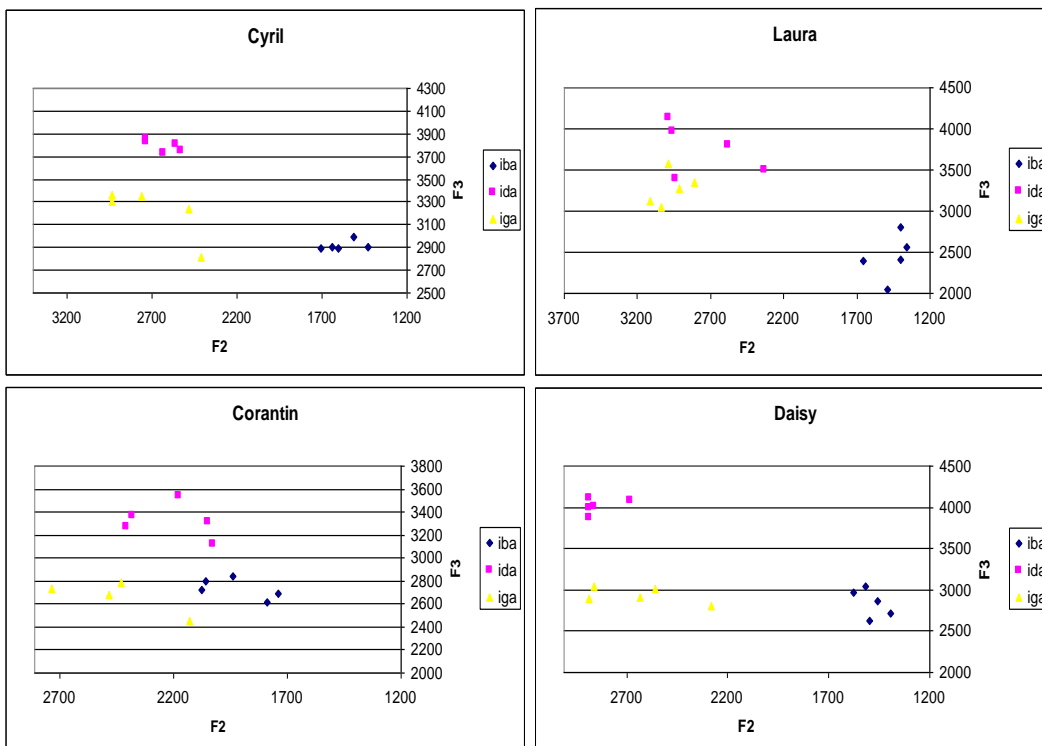 Cyril
4300
4100
3900
3700
3500
3300
3100
2900
2700
2500
F3
3200 2700 2200 1700 1200
F2
iba
ida
iga
Laura
4500
4000
3500
3000
2500
2000
F3
3700 3200 2700 2200 1700 1200
F2
iba
ida
iga
Corantin
3800
3600
3400
3200
3000
2800
2600
2400
2200
2000
F3
2700 2200 1700 1200
F2
iba
ida
iga
Daisy
4500
4000
3500
3000
2500
2000
F3
2700 2200 1700 1200
F2
iba
ida
iga